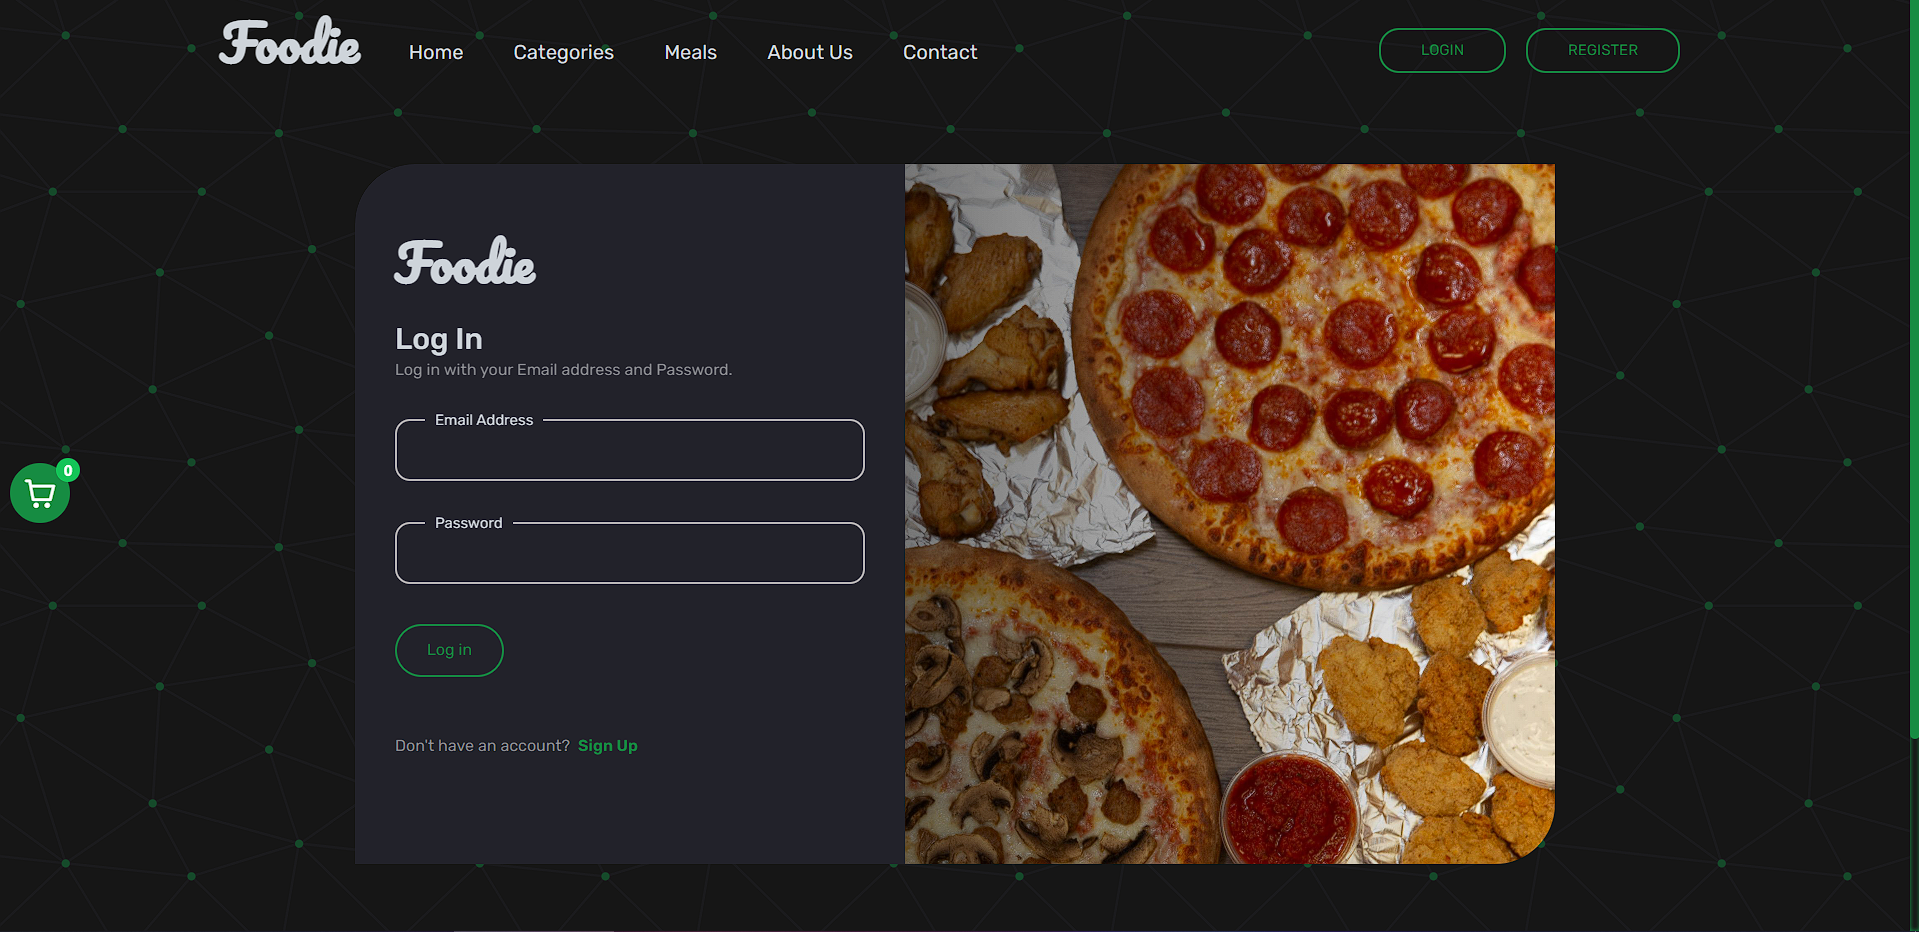 Foodie
Home
Categories
Meals
About Us
Contact
LOGIN
REGISTER
Foodie
Log In
Log in with your Email address and Password.
Email Address
Password
Log in
Don't have an account? Sign Up
0